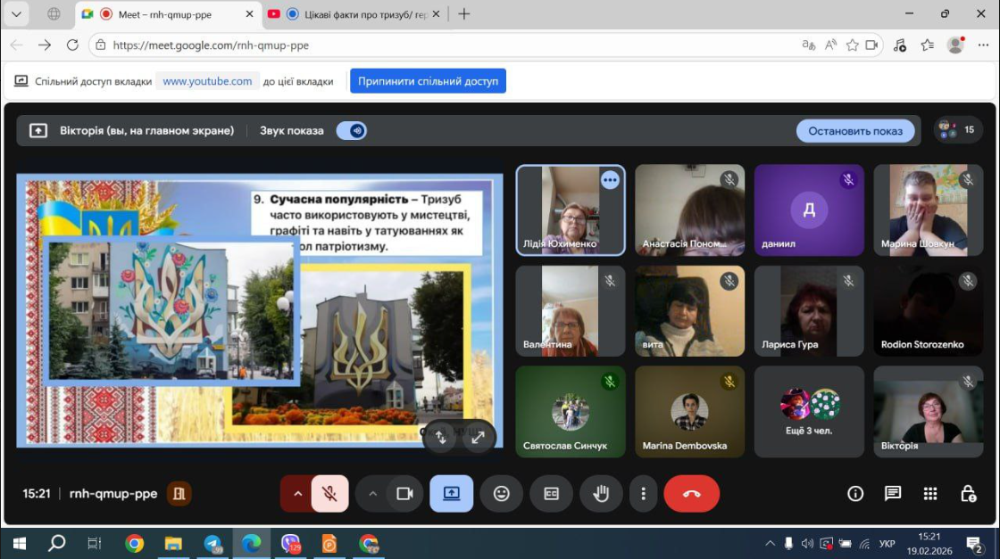 Meet – rnh-qmup-ppe
Цікаві факти про тризуб/ гер
https://meet.google.com/rnh-qmup-ppe
Спільний доступ вкладки www.youtube.com до цієї вкладки
Припинити спільний доступ
Вікторія (вы, на главном экране)
Звук показа
Остановить показ
15
9. Сучасна популярність – Тризуб
часто використовують у мистецтві,
графіті та навіть у татуюваннях як
ол патріотизму.
Лідія Юхименко
Анастасія Поном...
Д
даниил
Марина Шовкун
Валентина
вита
Лариса Гура
Rodion Storozenko
Святослав Синчук
Marina Dembovska
Ещё 3 чел.
Вікторія
15:21 | rnh-qmup-ppe
99
129
УКР
15:21
19.02.2026
2